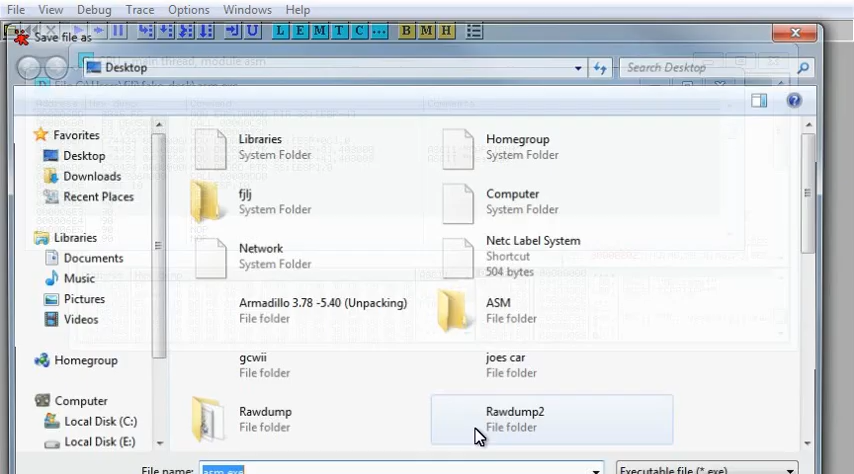 File View Debug Trace Options Windows Help
L E M T C ... B M H
Save file as
main thread, module asm
Desktop
Search Desktop
Favorites
Desktop
Downloads
Recent Places
Libraries
Documents
Music
Pictures
Videos
Homegroup
Computer
Local Disk (C:)
Local Disk (E:)
Libraries
System Folder
Homegroup
System Folder
fjlj
System Folder
Computer
System Folder
Network
System Folder
Netc Label System
Shortcut
504 bytes
Armadillo 3.78 -5.40 (Unpacking)
File folder
ASM
File folder
gcwii
File folder
joes car
File folder
Rawdump
File folder
Rawdump2
File folder
File name: asm.exe
Executable file (*.exe)